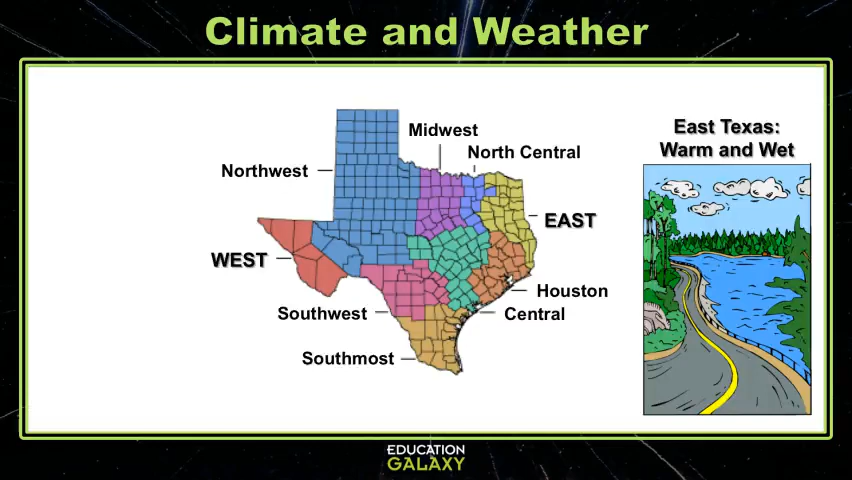 Climate and Weather
Midwest
North Central
Northwest
EAST
WEST
Houston
Southwest
Central
Southmost
East Texas:
Warm and Wet
EDUCATION
GALAXY